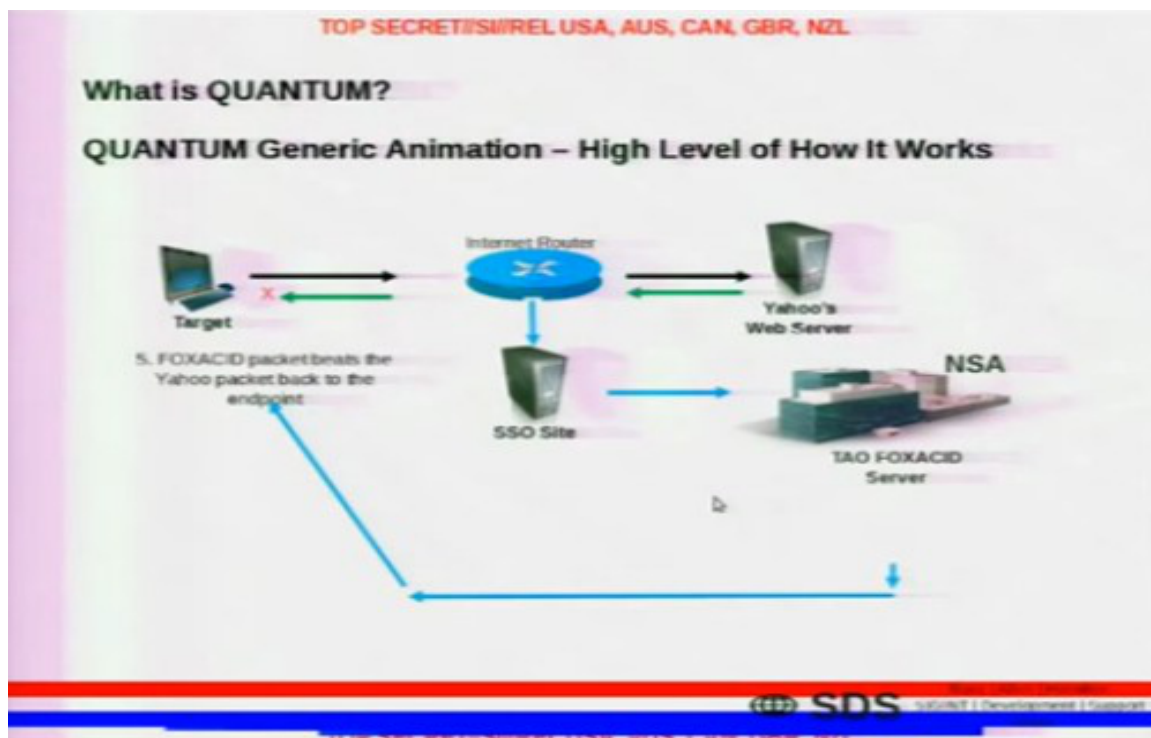 TOP SECRET//SI//REL USA, AUS, CAN, GBR, NZL
What is QUANTUM?
QUANTUM Generic Animation – High Level of How It Works
Internet Router
Target
X
Yahoo's
Web Server
5. FOXACID packet beats the
Yahoo packet back to the
endpoint
SSO Site
NSA
TAO FOXACID
Server
SDS
SIGINT | Development | Support